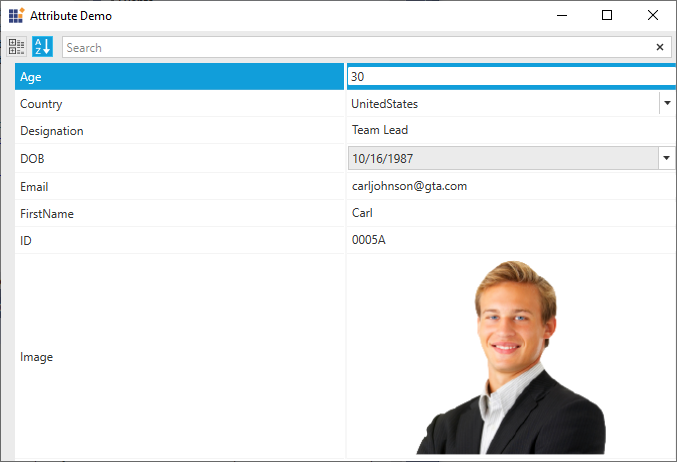 Attribute Demo
Search
Age 30
Country UnitedStates
Designation Team Lead
DOB 10/16/1987
Email carljohnson@gta.com
FirstName Carl
ID 0005A
Image